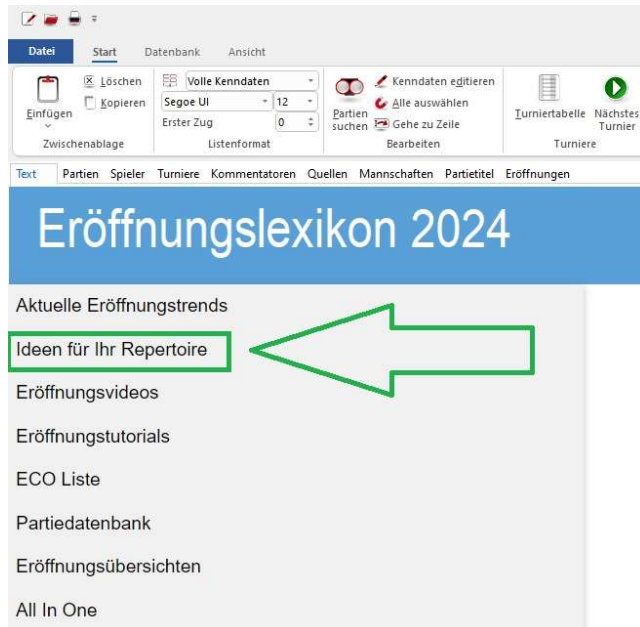 Datei Start Datenbank Ansicht
Einfügen Löschen Kopieren
Volle Kenndaten
Segoe UI 12
Erster Zug 0
Partien suchen
Kenndaten editieren
Alle auswählen
Gehe zu Zeile
Turniertabelle Nächstes Turnier
Zwischenablage Listenformat Bearbeiten Turniere
Text Partien Spieler Turniere Kommentatoren Quellen Mannschaften Partietitel Eröffnungen
Eröffnungslexikon 2024
Aktuelle Eröffnungstrends
Ideen für Ihr Repertoire
Eröffnungsvideos
Eröffnungstutorials
ECO Liste
Partiedatenbank
Eröffnungsübersichten
All In One